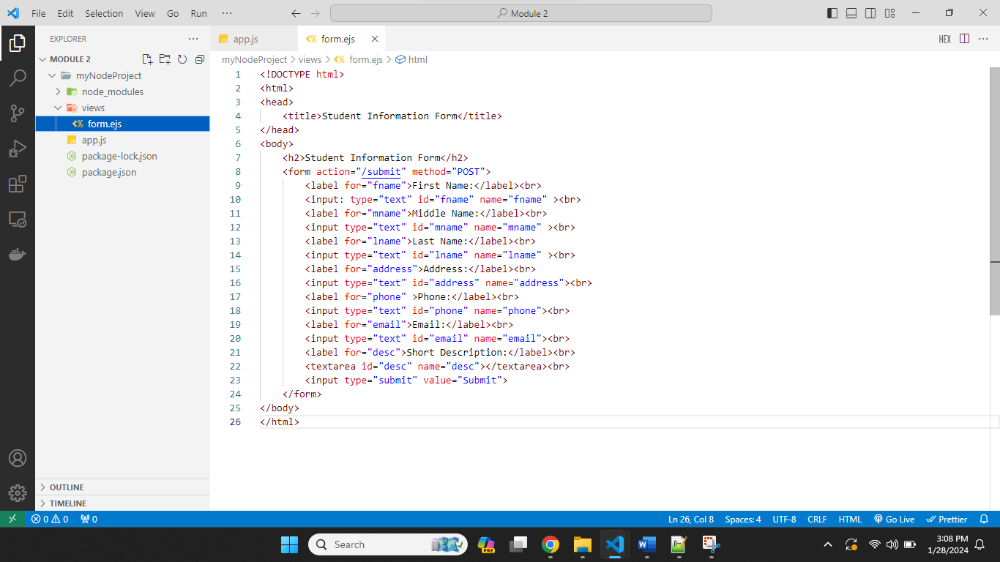 File Edit Selection View Go Run ··· Module 2
EXPLORER ···
MODULE 2
myNodeProject
node_modules
views
form.ejs
app.js
package-lock.json
package.json
OUTLINE
TIMELINE
JS app.js <% form.ejs HEX ···
myNodeProject > views > <% form.ejs > html
1 <!DOCTYPE html>
2 <html>
3 <head>
4 <title>Student Information Form</title>
5 </head>
6 <body>
7 <h2>Student Information Form</h2>
8 <form action="/submit" method="POST">
9 <label for="fname">First Name:</label><br>
10 <input: type="text" id="fname" name="fname" ><br>
11 <label for="mname">Middle Name:</label><br>
12 <input type="text" id="mname" name="mname" ><br>
13 <label for="lname">Last Name:</label><br>
14 <input type="text" id="lname" name="lname" ><br>
15 <label for="address">Address:</label><br>
16 <input type="text" id="address" name="address"><br>
17 <label for="phone" >Phone:</label><br>
18 <input type="text" id="phone" name="phone"><br>
19 <label for="email">Email:</label><br>
20 <input type="text" id="email" name="email"><br>
21 <label for="desc">Short Description:</label><br>
22 <textarea id="desc" name="desc"></textarea><br>
23 <input type="submit" value="Submit">
24 </form>
25 </body>
26 </html>
0 0 0 Ln 26, Col 8 Spaces: 4 UTF-8 CRLF HTML Go Live Prettier
Search PRE 3:08 PM
1/28/2024